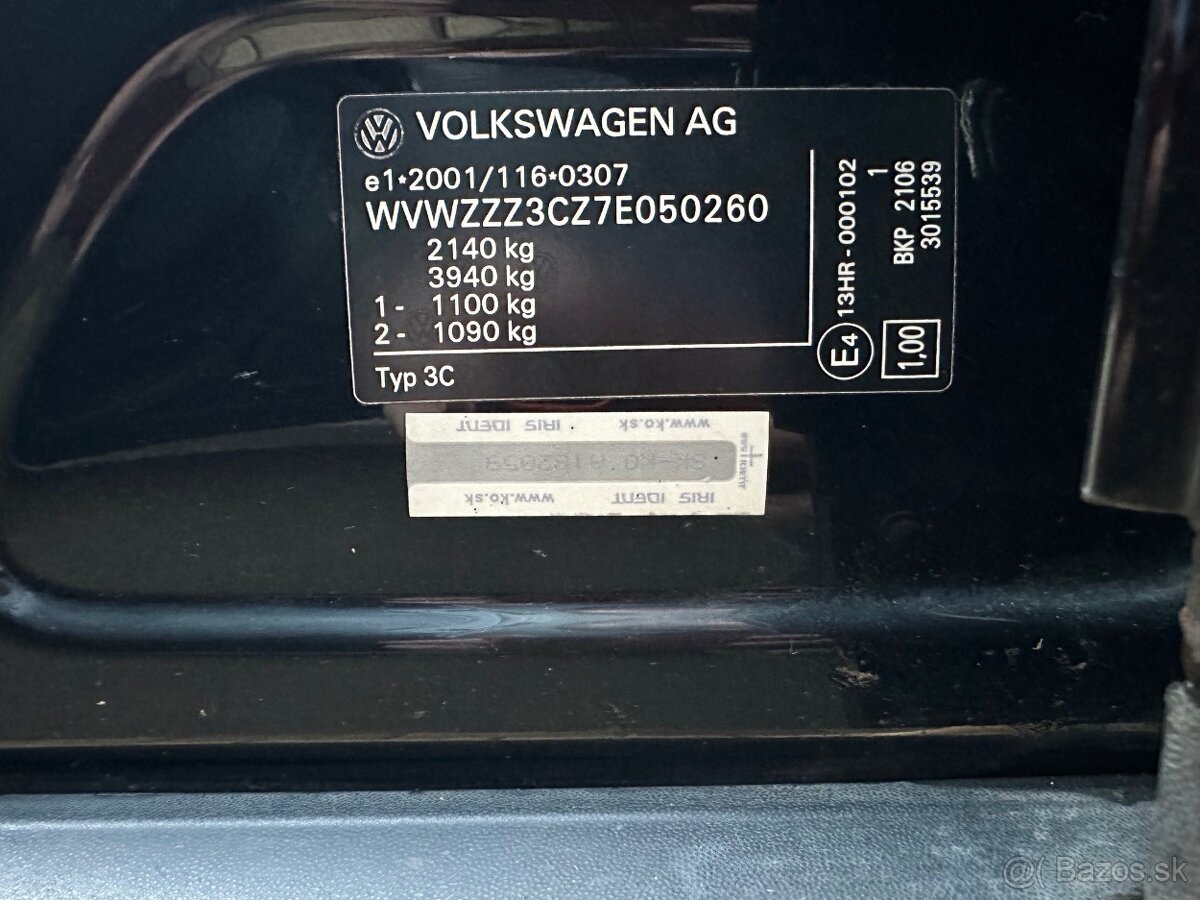 VOLKSWAGEN AG
e1*2001/116*0307
WVWZZZ3CZ7E050260
2140 kg
3940 kg
1- 1100 kg
2- 1090 kg
Typ 3C
E4 13HR-000102
1
BKP 2106
3015539
1,00
www.ko.sk IRIS IDENT
IRIS IDENT www.ko.sk
Bazos.sk